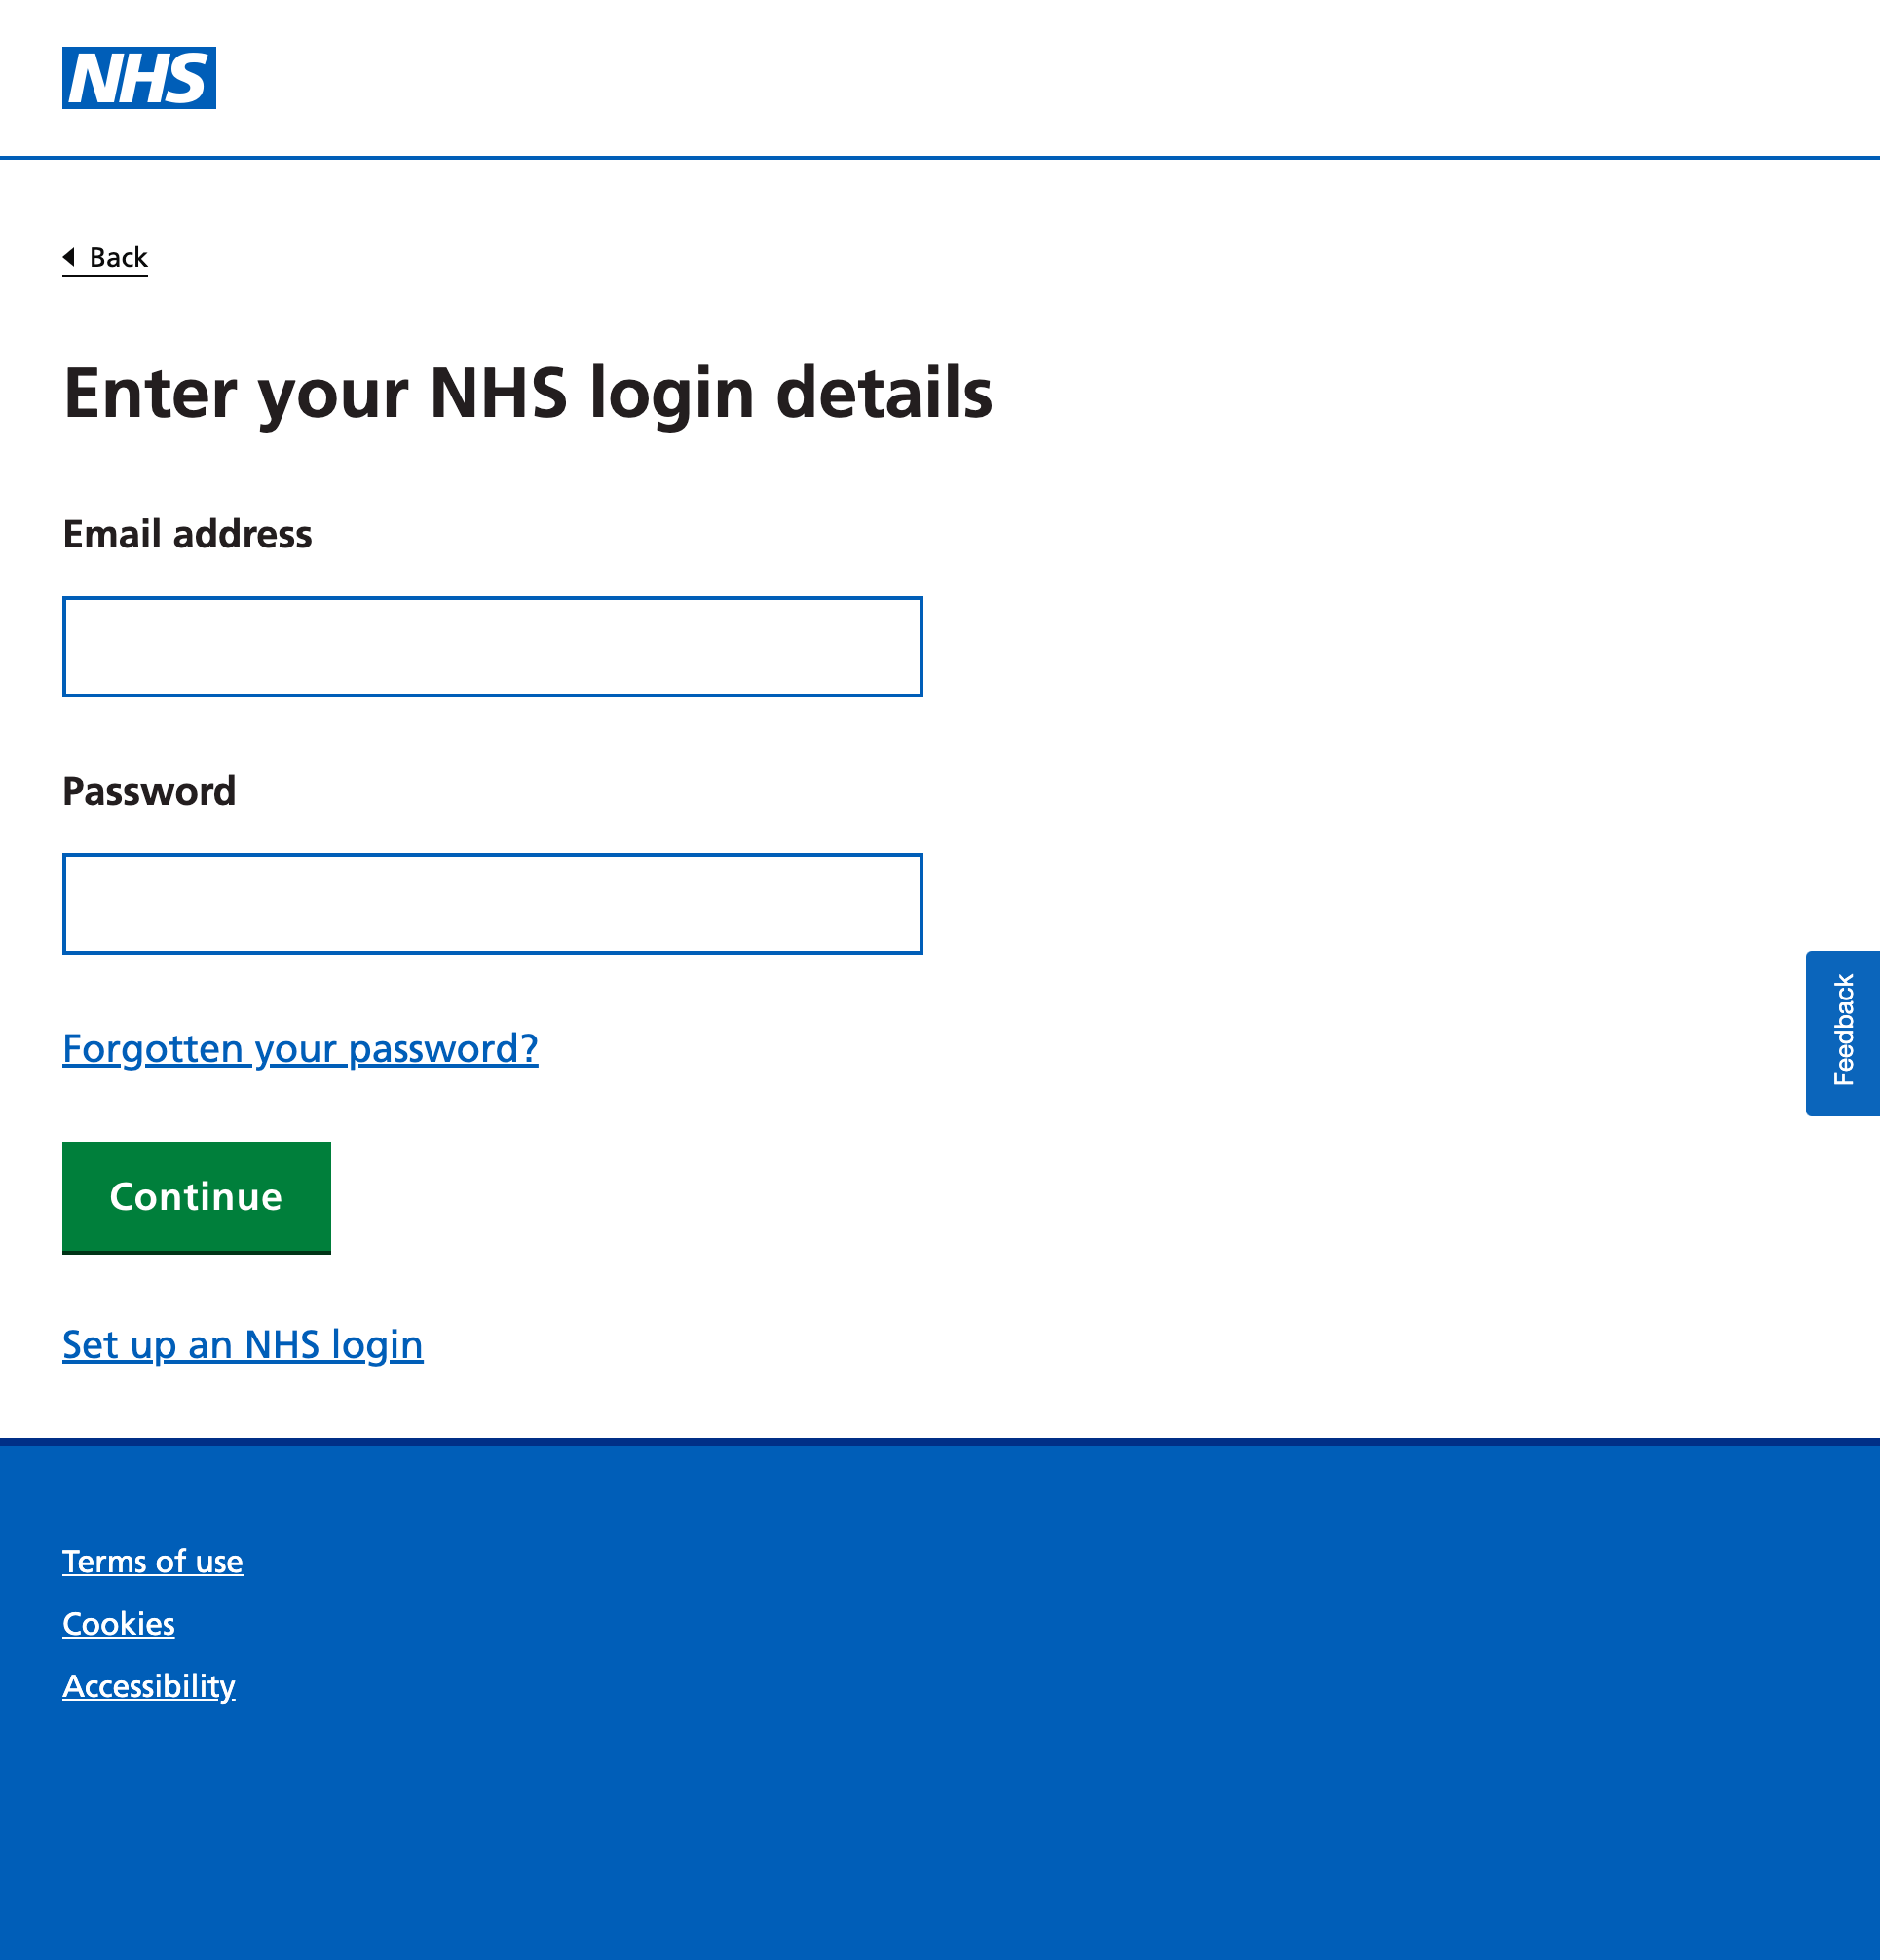 NHS
Back
Enter your NHS login details
Email address
Password
Forgotten your password?
Continue
Set up an NHS login
Feedback
Terms of use
Cookies
Accessibility